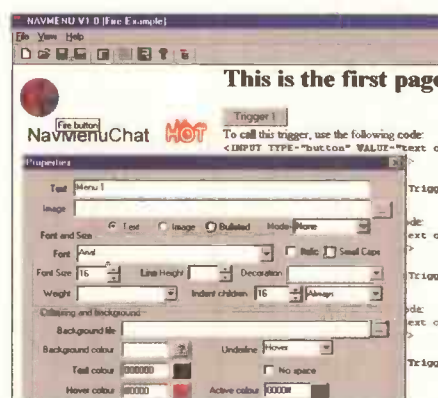 NAVMENU V1.0 [Fire Example]
File View Help
This is the first page
Fire button
NavMenuChat HOT
Trigger 1
To call this trigger, use the following code:
<INPUT TYPE="button" VALUE="text o
Properties
Text Menu 1
Image ...
Text Image Bulleted Mode- None
Font and Size
Font Arial Italic Small Caps
Font Size 16 Line Height Decoration
Weight Indent children 16 Always
Colouring and background
Background file ...
Background colour ? Underline Hover
Text colour 000000 No space
Hover colour Active colour
Trigg
ode:
ext o
Trigg
ode:
ext o
Trigg